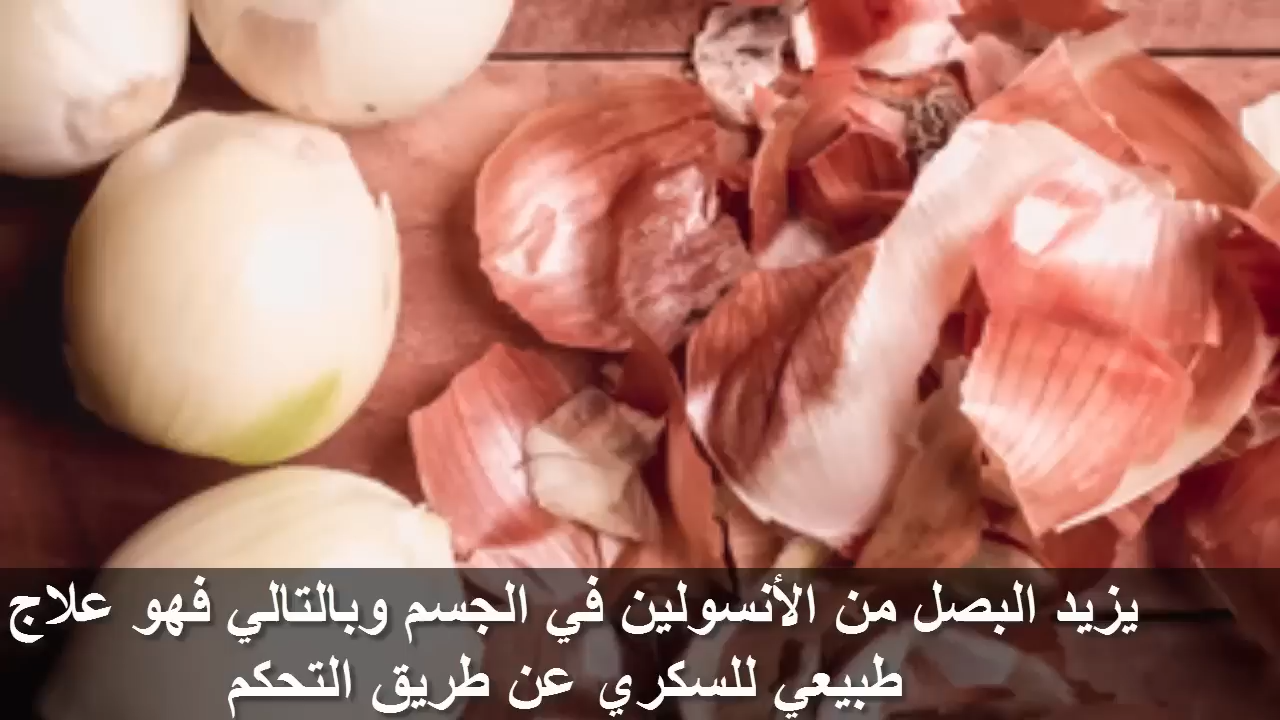 يزيد البصل من الأنسولين في الجسم وبالتالي فهو علاج
طبيعي للسكري عن طريق التحكم